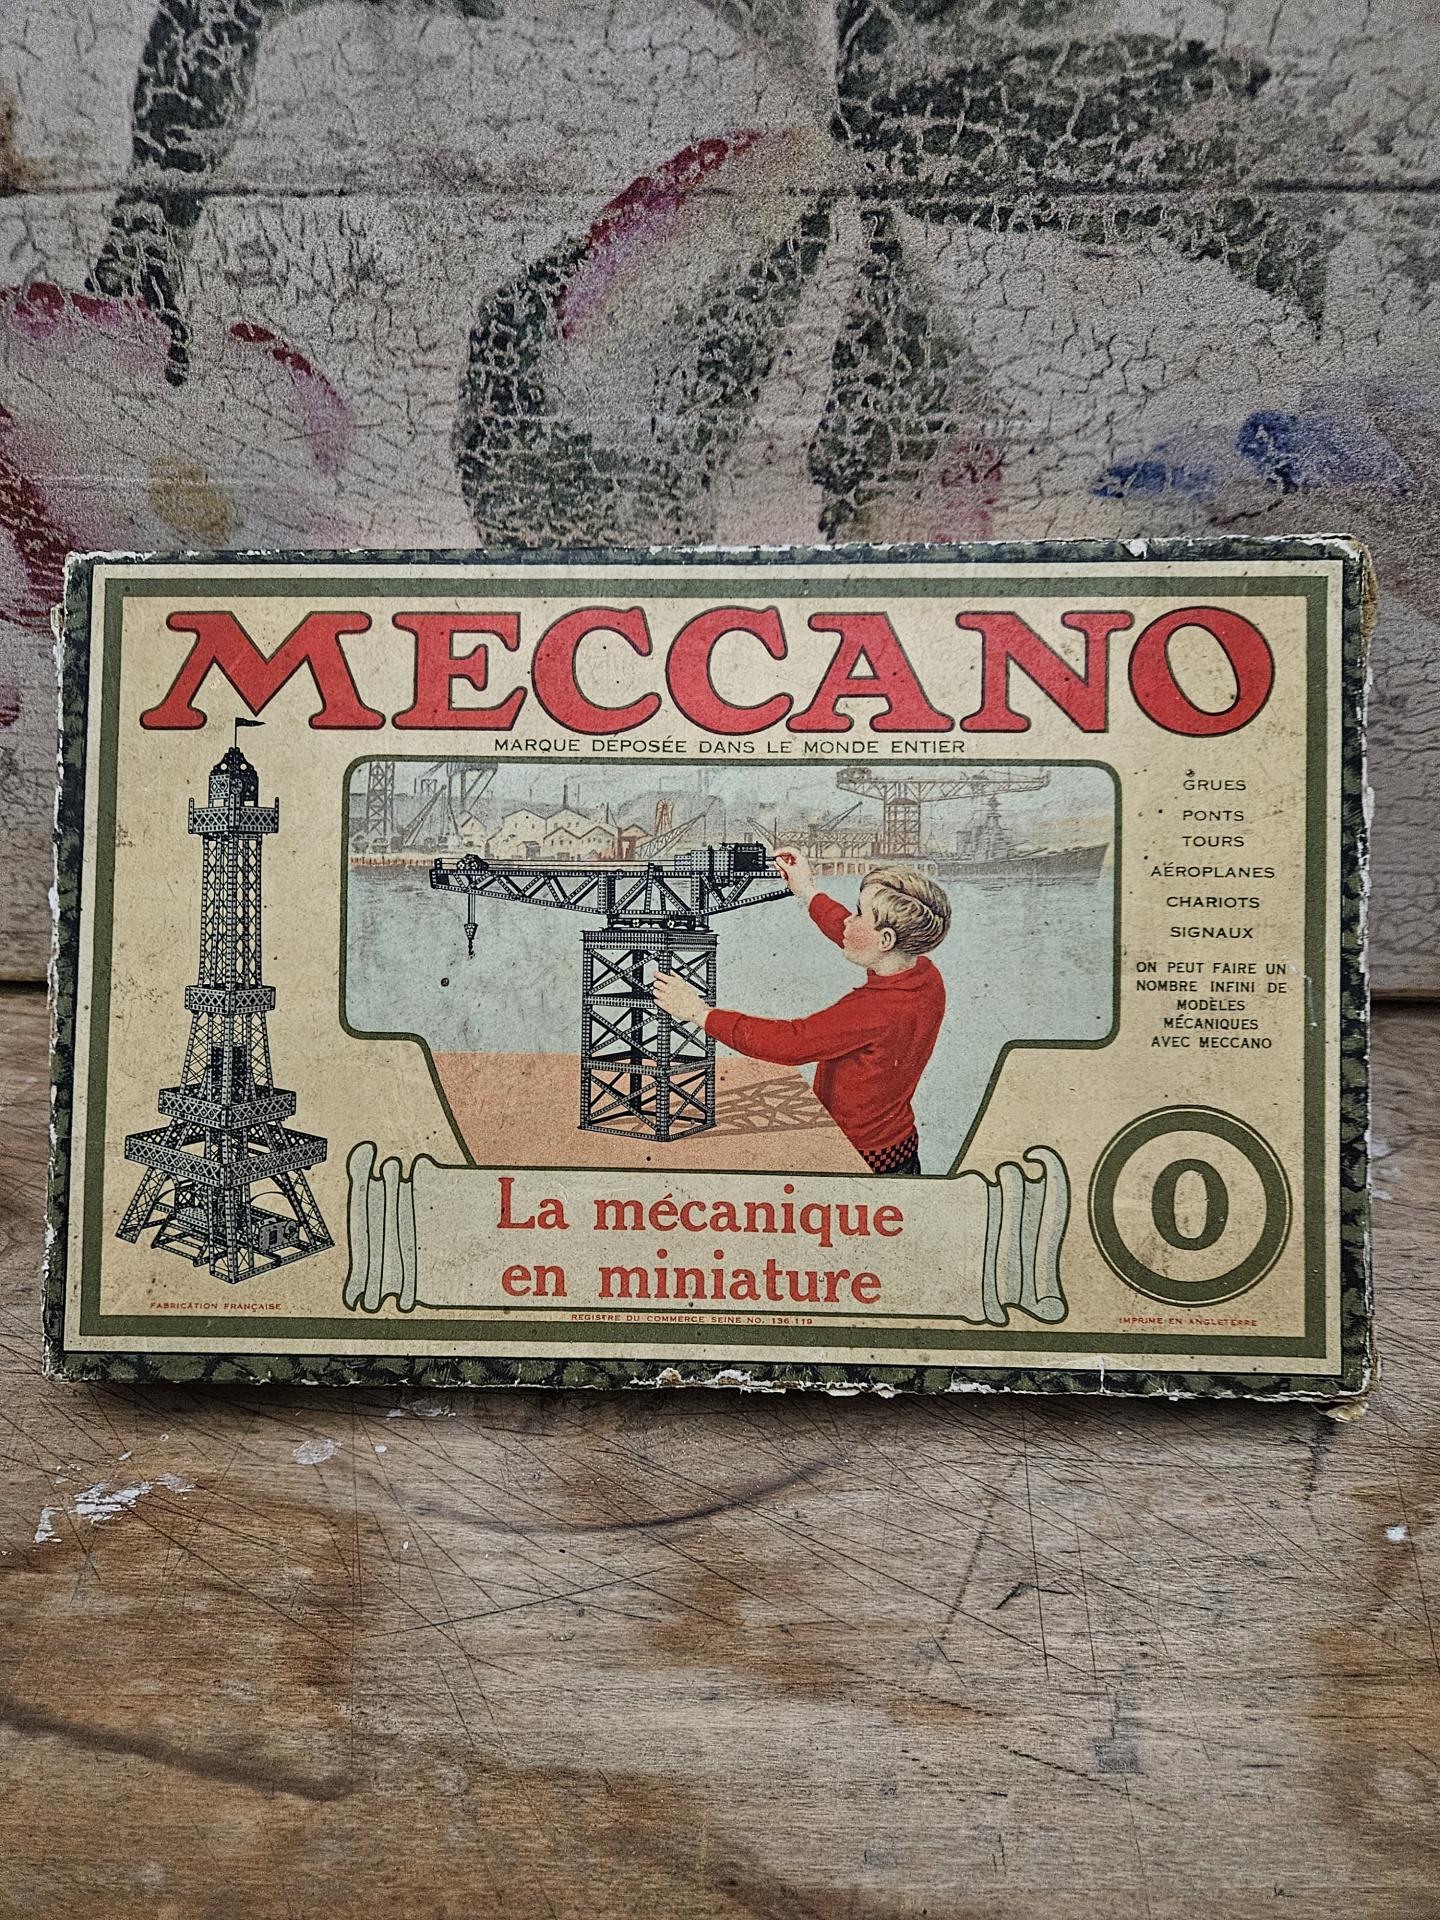 MECCANO
MARQUE DÉPOSÉE DANS LE MONDE ENTIER
GRUES
PONTS
TOURS
AÉROPLANES
CHARIOTS
SIGNAUX
ON PEUT FAIRE UN
NOMBRE INFINI DE
MODÈLES
MÉCANIQUES
AVEC MECCANO
O
La mécanique
en miniature
FABRICATION FRANÇAISE
REGISTRE DU COMMERCE SEINE NO. 136 119
IMPRIMÉ EN ANGLETERRE